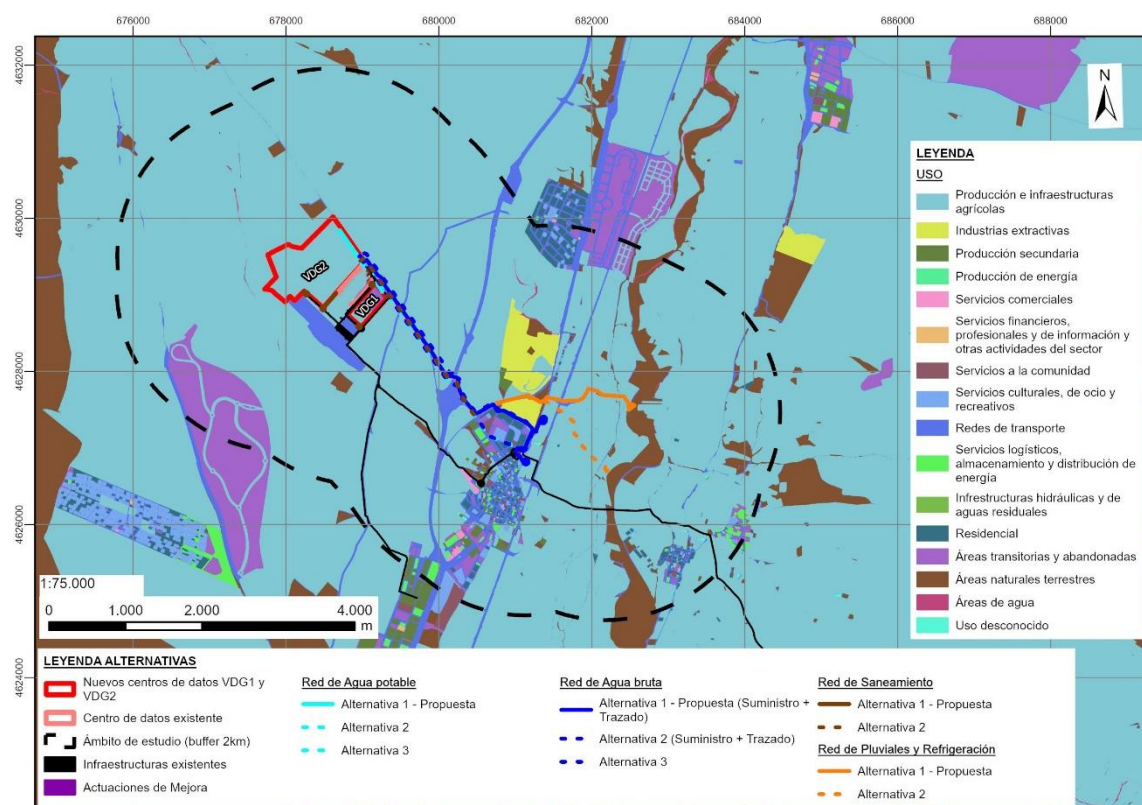 676000 678000 680000 682000 684000 686000 688000
4632000
4630000
4628000
4626000
4624000
N
VDG2
VDG1
LEYENDA
USO
Producción e infraestructuras
agrícolas
Industrias extractivas
Producción secundaria
Producción de energía
Servicios comerciales
Servicios financieros,
profesionales y de información y
otras actividades del sector
Servicios a la comunidad
Servicios culturales, de ocio y
recreativos
Redes de transporte
Servicios logísticos,
almacenamiento y distribución de
energía
Infrestructuras hidráulicas y de
aguas residuales
Residencial
Áreas transitorias y abandonadas
Áreas naturales terrestres
Áreas de agua
Uso desconocido
1:75.000
0 1.000 2.000 4.000
m
LEYENDA ALTERNATIVAS
Nuevos centros de datos VDG1 y
VDG2
Centro de datos existente
Ámbito de estudio (buffer 2km)
Infraestructuras existentes
Actuaciones de Mejora
Red de Agua potable
Alternativa 1 - Propuesta
Alternativa 2
Alternativa 3
Red de Agua bruta
Alternativa 1 - Propuesta (Suministro +
Trazado)
Alternativa 2 (Suministro + Trazado)
Alternativa 3
Red de Saneamiento
Alternativa 1 - Propuesta
Alternativa 2
Red de Pluviales y Refrigeración
Alternativa 1 - Propuesta
Alternativa 2